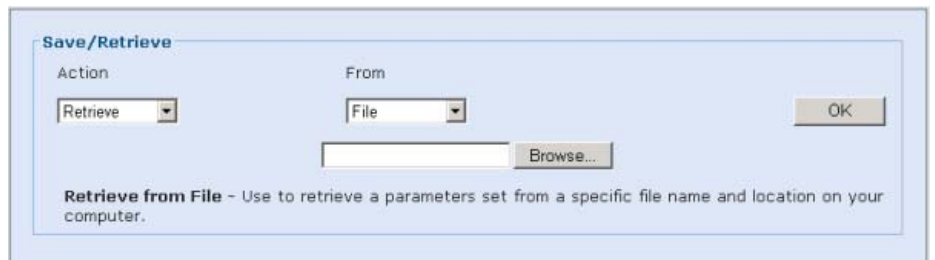 Save/Retrieve
Action From
Retrieve File OK
Browse...
Retrieve from File - Use to retrieve a parameters set from a specific file name and location on your
computer.